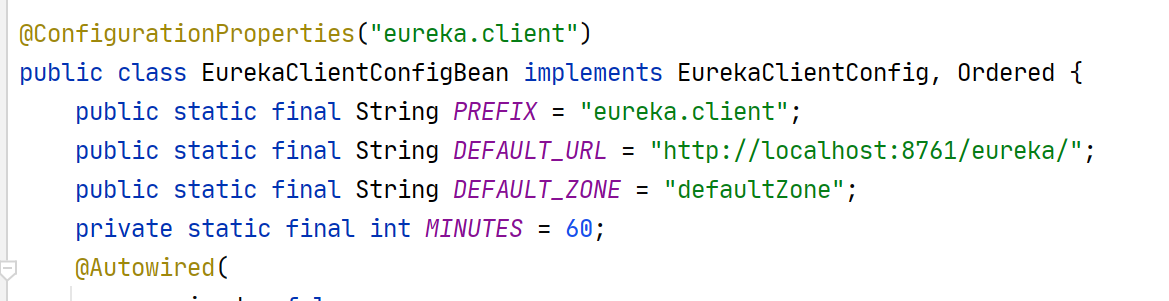 @ConfigurationProperties("eureka.client")
public class EurekaClientConfigBean implements EurekaClientConfig, Ordered {
    public static final String PREFIX = "eureka.client";
    public static final String DEFAULT_URL = "http://localhost:8761/eureka/";
    public static final String DEFAULT_ZONE = "defaultZone";
    private static final int MINUTES = 60;
    @Autowired(